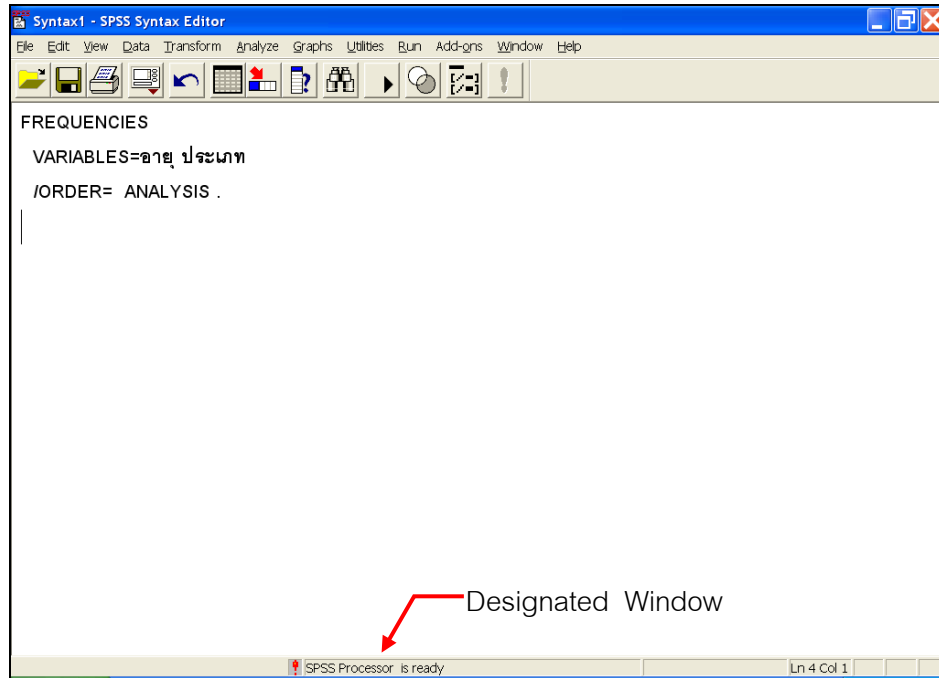 Syntax1 - SPSS Syntax Editor
File Edit View Data Transform Analyze Graphs Utilities Run Add-ons Window Help
FREQUENCIES
VARIABLES=อายุ ประเภท
/ORDER= ANALYSIS .
Designated Window
SPSS Processor is ready
Ln 4 Col 1